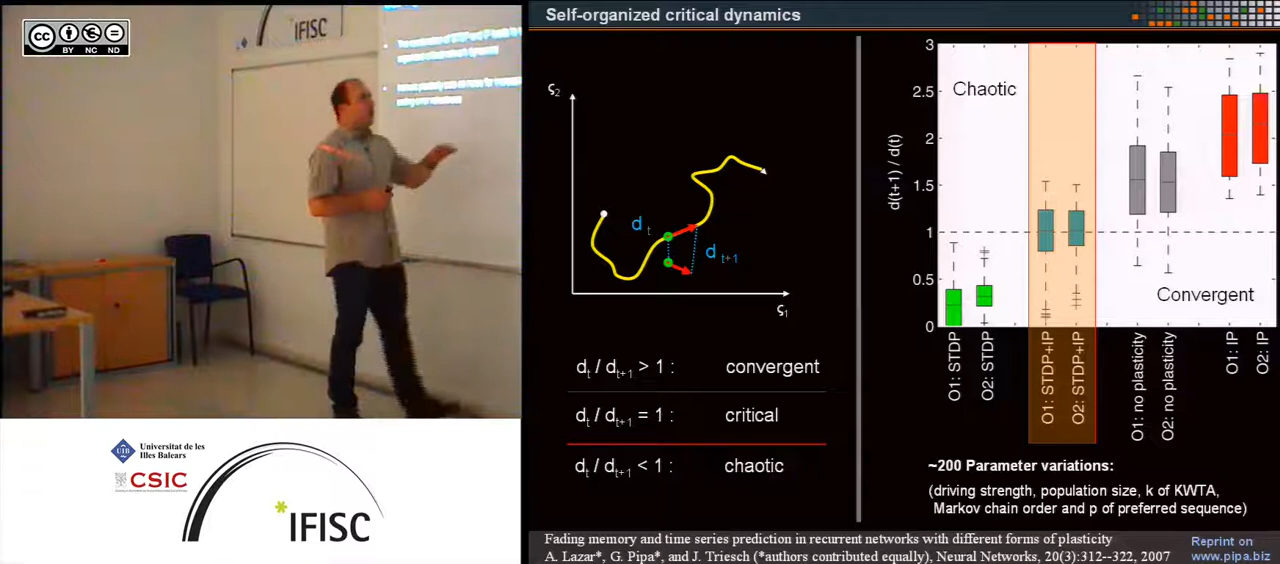 cc
BY NC ND
IFISC
Universitat de les
Illes Balears
UIB
CSIC
*IFISC
Self-organized critical dynamics
ς2
d t
d t+1
ς1
dt / dt+1 > 1 : convergent
dt / dt+1 = 1 : critical
dt / dt+1 < 1 : chaotic
d(t+1) / d(t)
3
2.5
2
1.5
1
0.5
0
Chaotic
Convergent
O1: STDP
O2: STDP
O1: STDP+IP
O2: STDP+IP
O1: no plasticity
O2: no plasticity
O1: IP
O2: IP
~200 Parameter variations:
(driving strength, population size, k of KWTA,
Markov chain order and p of preferred sequence)
Fading memory and time series prediction in recurrent networks with different forms of plasticity
A. Lazar*, G. Pipa*, and J. Triesch (*authors contributed equally), Neural Networks, 20(3):312--322, 2007
Reprint on
www.pipa.biz